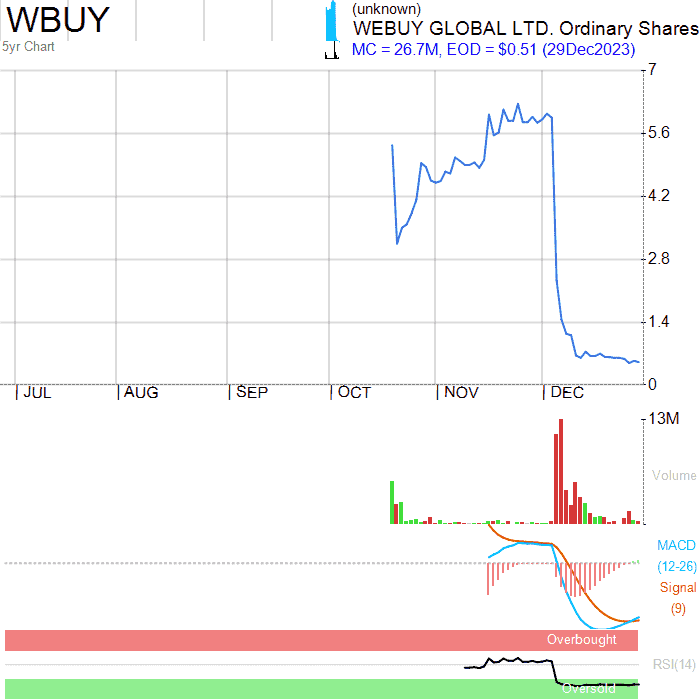 WBUY
5yr Chart
(unknown)
WEBUY GLOBAL LTD. Ordinary Shares
MC = 26.7M, EOD = $0.51 (29Dec2023)
7
5.6
4.2
2.8
1.4
0
JUL AUG SEP OCT NOV DEC
13M
Volume
MACD
(12-26)
Signal
(9)
Overbought
RSI(14)
Oversold